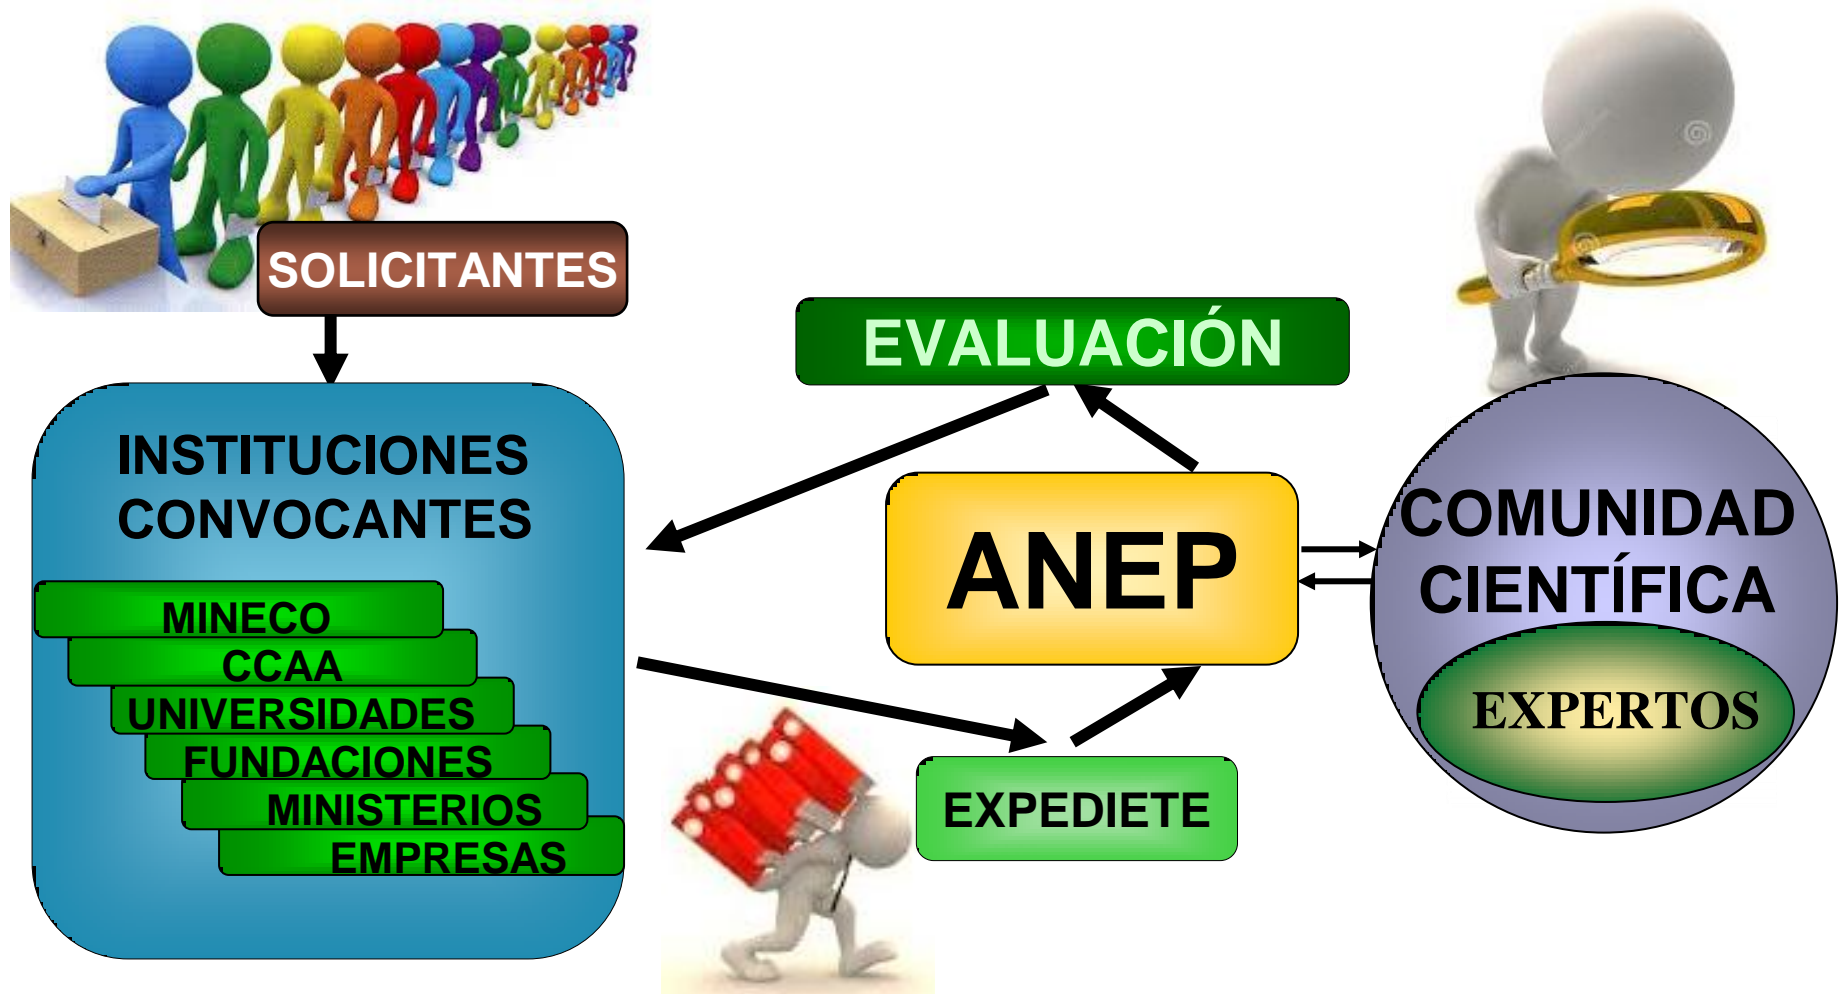 SOLICITANTES
EVALUACIÓN
INSTITUCIONES
CONVOCANTES
MINECO
CCAA
UNIVERSIDADES
FUNDACIONES
MINISTERIOS
EMPRESAS
ANEP
EXPEDIETE
COMUNIDAD
CIENTÍFICA
EXPERTOS